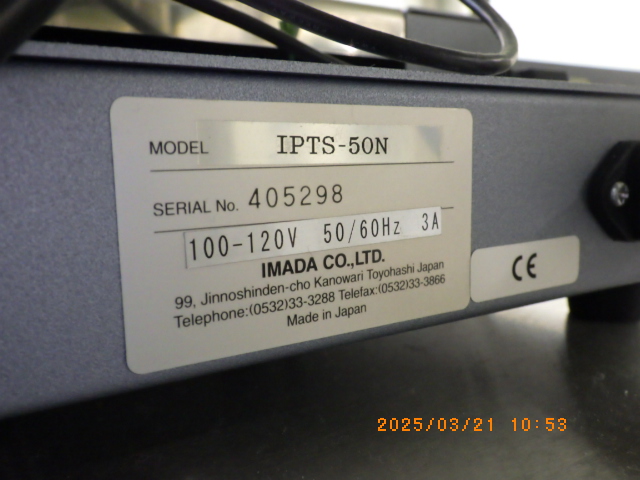 MODEL IPTS-50N
SERIAL No. 405298
100-120V 50/60Hz 3A
IMADA CO.,LTD.
99, Jinnoshinden-cho Kanowari Toyohashi Japan
Telephone:(0532)33-3288 Telefax:(0532)33-3866
Made in Japan
CE
2025/03/21 10:53